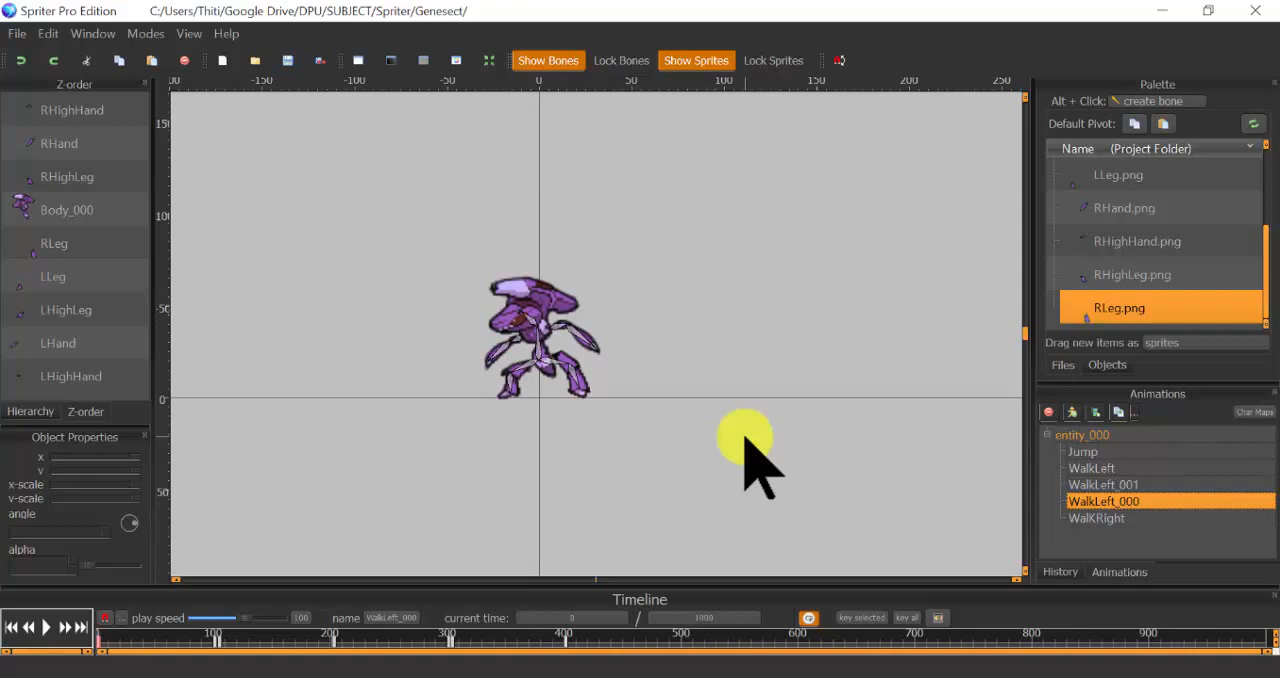 Spriter Pro Edition C:/Users/Thiti/Google Drive/DPU/SUBJECT/Spriter/Genesect/
File Edit Window Modes View Help
Show Bones Lock Bones Show Sprites Lock Sprites
Z-order
RHighHand
RHand
RHighLeg
Body_000
RLeg
LLeg
LHighLeg
LHand
LHighHand
Hierarchy Z-order
Object Properties
x
y
x-scale
y-scale
angle
alpha
-150 -100 -50 0 50 100 150 200 250
0
50
Palette
Alt + Click: create bone
Default Pivot:
Name (Project Folder)
LLeg.png
RHand.png
RHighHand.png
RHighLeg.png
RLeg.png
Drag new items as sprites
Files Objects
Animations
Char Maps
entity_000
Jump
WalkLeft
WalkLeft_001
WalkLeft_000
WalKRight
History Animations
Timeline
play speed 100 name WalkLeft_000 current time: 0 / 1000 key selected key all
100 200 300 400 500 600 700 800 900